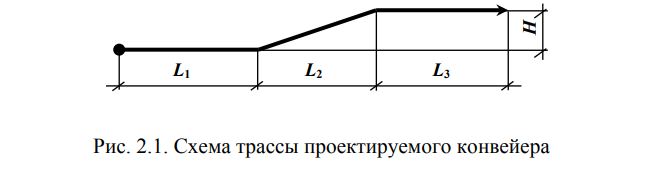 H
L1 L2 L3
Рис. 2.1. Схема трассы проектируемого конвейера